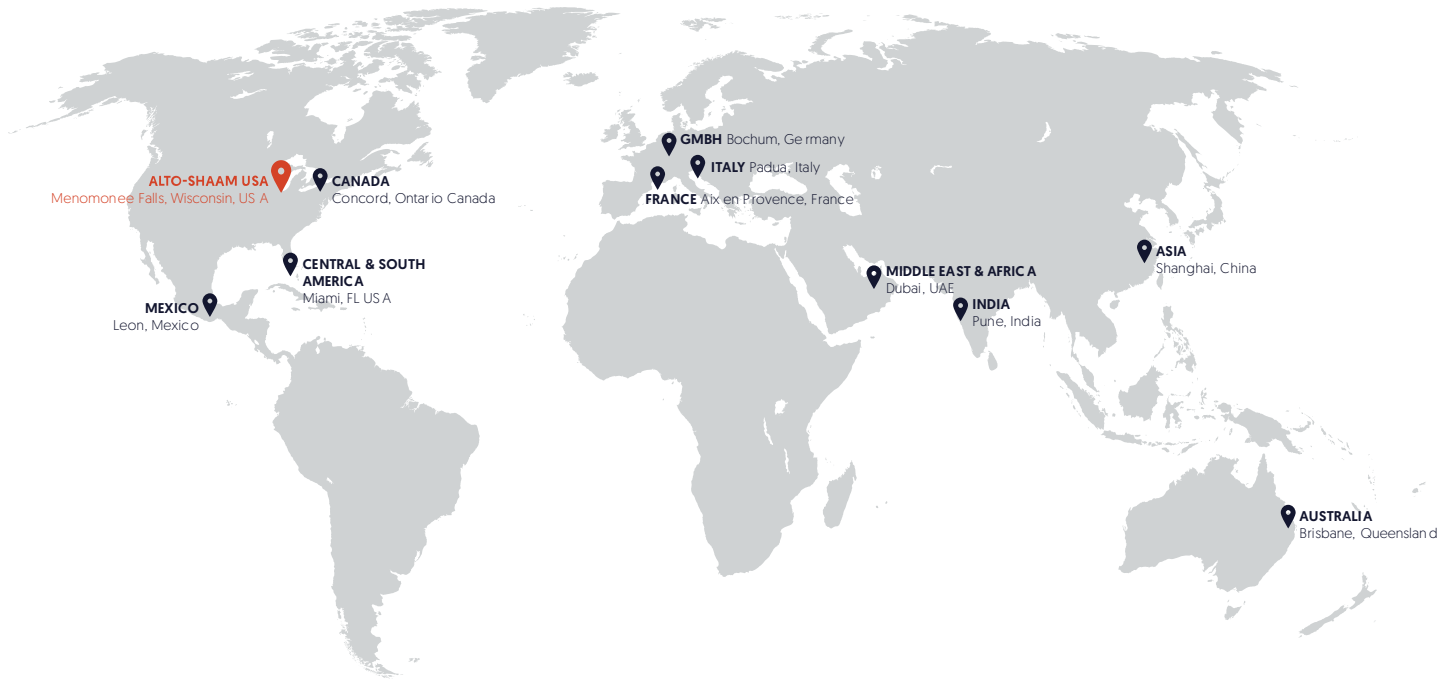 GMBH Bochum, Germany
ITALY Padua, Italy
ALTO-SHAAM USA
Menomonee Falls, Wisconsin, USA
CANADA
Concord, Ontario Canada
FRANCE Aix en Provence, France
CENTRAL & SOUTH
AMERICA
Miami, FL USA
MEXICO
Leon, Mexico
ASIA
Shanghai, China
MIDDLE EAST & AFRICA
Dubai, UAE
INDIA
Pune, India
AUSTRALIA
Brisbane, Queensland